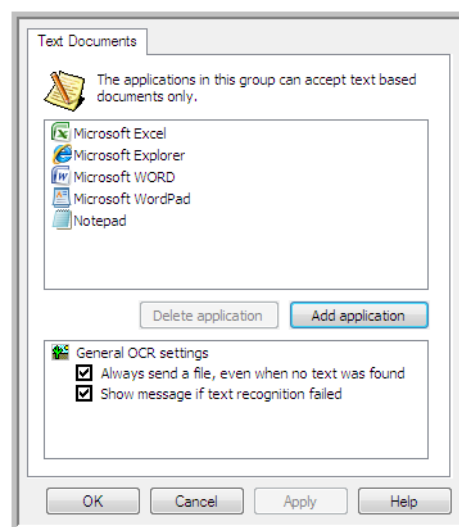 Text Documents
The applications in this group can accept text based
documents only.
Microsoft Excel
Microsoft Explorer
Microsoft WORD
Microsoft WordPad
Notepad
Delete application Add application
General OCR settings
Always send a file, even when no text was found
Show message if text recognition failed
OK Cancel Apply Help